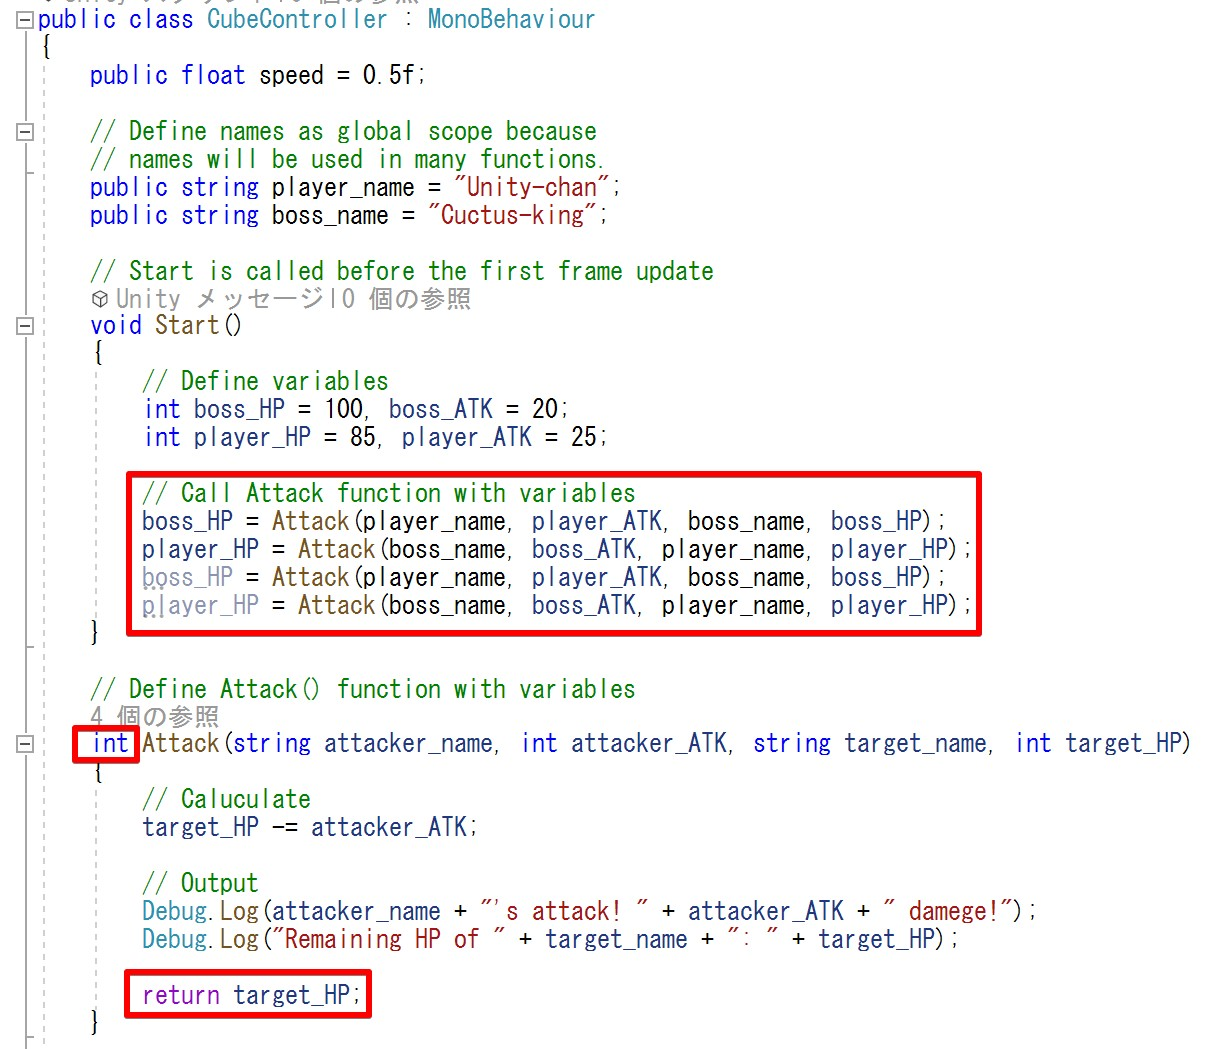 public class CubeController : MonoBehaviour
{
public float speed = 0.5f;
// Define names as global scope because
// names will be used in many functions.
public string player_name = "Unity-chan";
public string boss_name = "Cuctus-king";
// Start is called before the first frame update
Unity メッセージ|0 個の参照
void Start()
{
// Define variables
int boss_HP = 100, boss_ATK = 20;
int player_HP = 85, player_ATK = 25;
// Call Attack function with variables
boss_HP = Attack(player_name, player_ATK, boss_name, boss_HP);
player_HP = Attack(boss_name, boss_ATK, player_name, player_HP);
boss_HP = Attack(player_name, player_ATK, boss_name, boss_HP);
player_HP = Attack(boss_name, boss_ATK, player_name, player_HP);
}
// Define Attack() function with variables
4 個の参照
int Attack(string attacker_name, int attacker_ATK, string target_name, int target_HP)
{
// Caluculate
target_HP -= attacker_ATK;
// Output
Debug.Log(attacker_name + "'s attack! " + attacker_ATK + " damege!");
Debug.Log("Remaining HP of " + target_name + ": " + target_HP);
return target_HP;
}